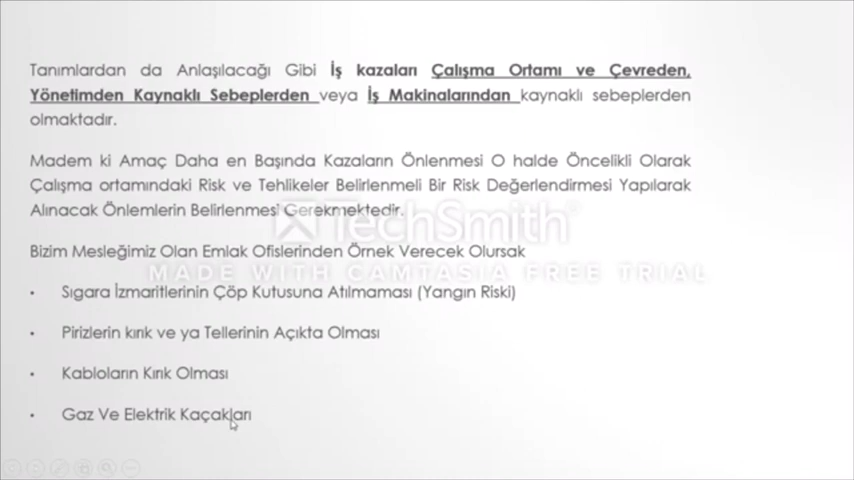 Tanımlardan da Anlaşılacağı Gibi İş kazaları Çalışma Ortamı ve Çevreden,
Yönetimden Kaynaklı Sebeplerden veya İş Makinalarından kaynaklı sebeplerden
olmaktadır.
Madem ki Amaç Daha en Başında Kazaların Önlenmesi O halde Öncelikli Olarak
Çalışma ortamındaki Risk ve Tehlikeler Belirlenmeli Bir Risk Değerlendirmesi Yapılarak
Alınacak Önlemlerin Belirlenmesi Gerekmektedir.
TechSmith
Bizim Mesleğimiz Olan Emlak Ofislerinden Örnek Verecek Olursak
MADE WITH CAMTASIA FREE TRIAL
• Sıgara İzmaritlerinin Çöp Kutusuna Atılmaması (Yangın Riski)
• Pirizlerin kırık ve ya Tellerinin Açıkta Olması
• Kabloların Kırık Olması
• Gaz Ve Elektrik Kaçakları